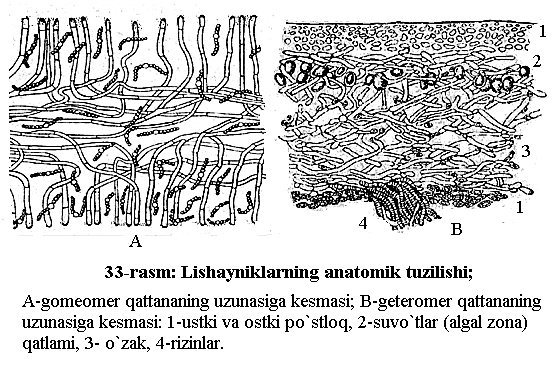 1
2
3
1
4
A
B
33-rasm: Lishayniklarning anatomik tuzilishi;
A-gomeomer qattananing uzunasiga kesmasi; B-geteromer qattananing
uzunasiga kesmasi: 1-ustki va ostki po`stloq, 2-suvo`tlar (algal zona)
qatlami, 3- o`zak, 4-rizinlar.